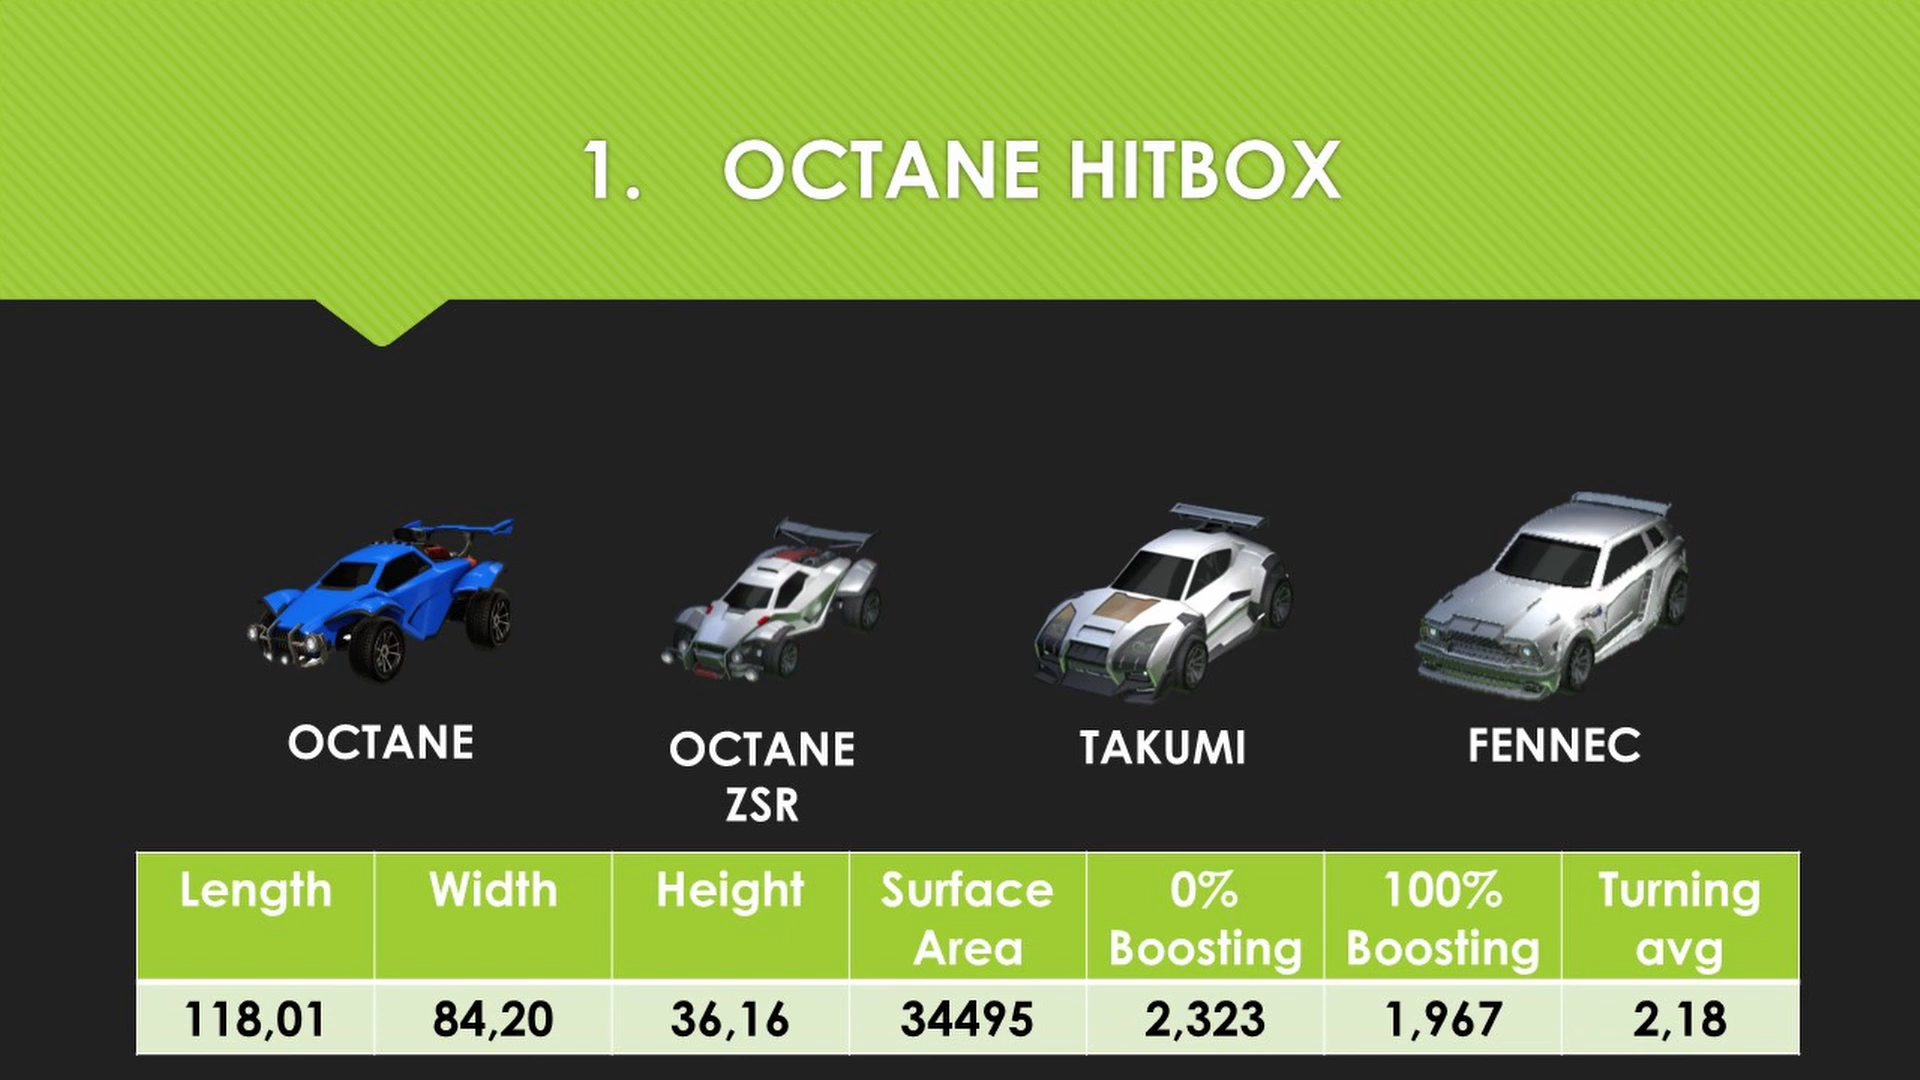 1. OCTANE HITBOX
OCTANE
OCTANE
ZSR
TAKUMI
FENNEC
Length Width Height Surface Area 0% Boosting 100% Boosting Turning avg
118,01 84,20 36,16 34495 2,323 1,967 2,18